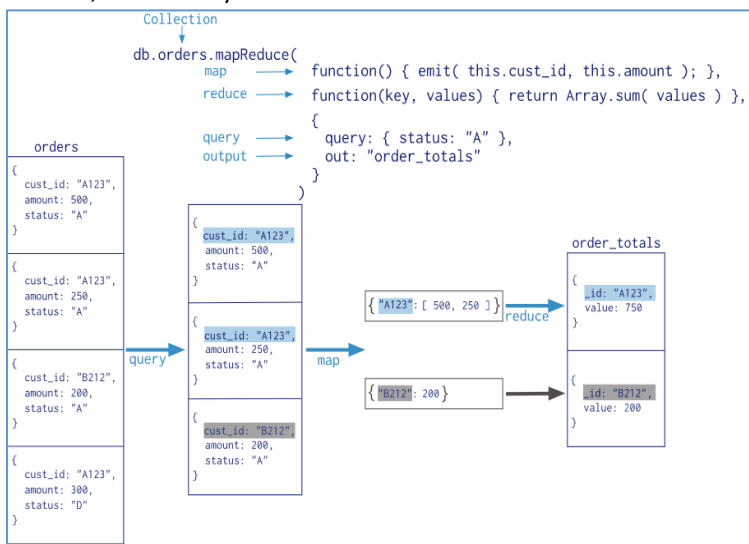 Collection
db.orders.mapReduce(
map function() { emit( this.cust_id, this.amount ); },
reduce function(key, values) { return Array.sum( values ) },
{
query query: { status: "A" },
output out: "order_totals"
}
)
orders
{
cust_id: "A123",
amount: 500,
status: "A"
}
{
cust_id: "A123",
amount: 250,
status: "A"
}
{
cust_id: "B212",
amount: 200,
status: "A"
}
{
cust_id: "A123",
amount: 300,
status: "D"
}
query
{
cust_id: "A123",
amount: 500,
status: "A"
}
{
cust_id: "A123",
amount: 250,
status: "A"
}
{
cust_id: "B212",
amount: 200,
status: "A"
}
map
{ "A123": [ 500, 250 ] }
{ "B212": 200 }
reduce
order_totals
{
_id: "A123",
value: 750
}
{
_id: "B212",
value: 200
}